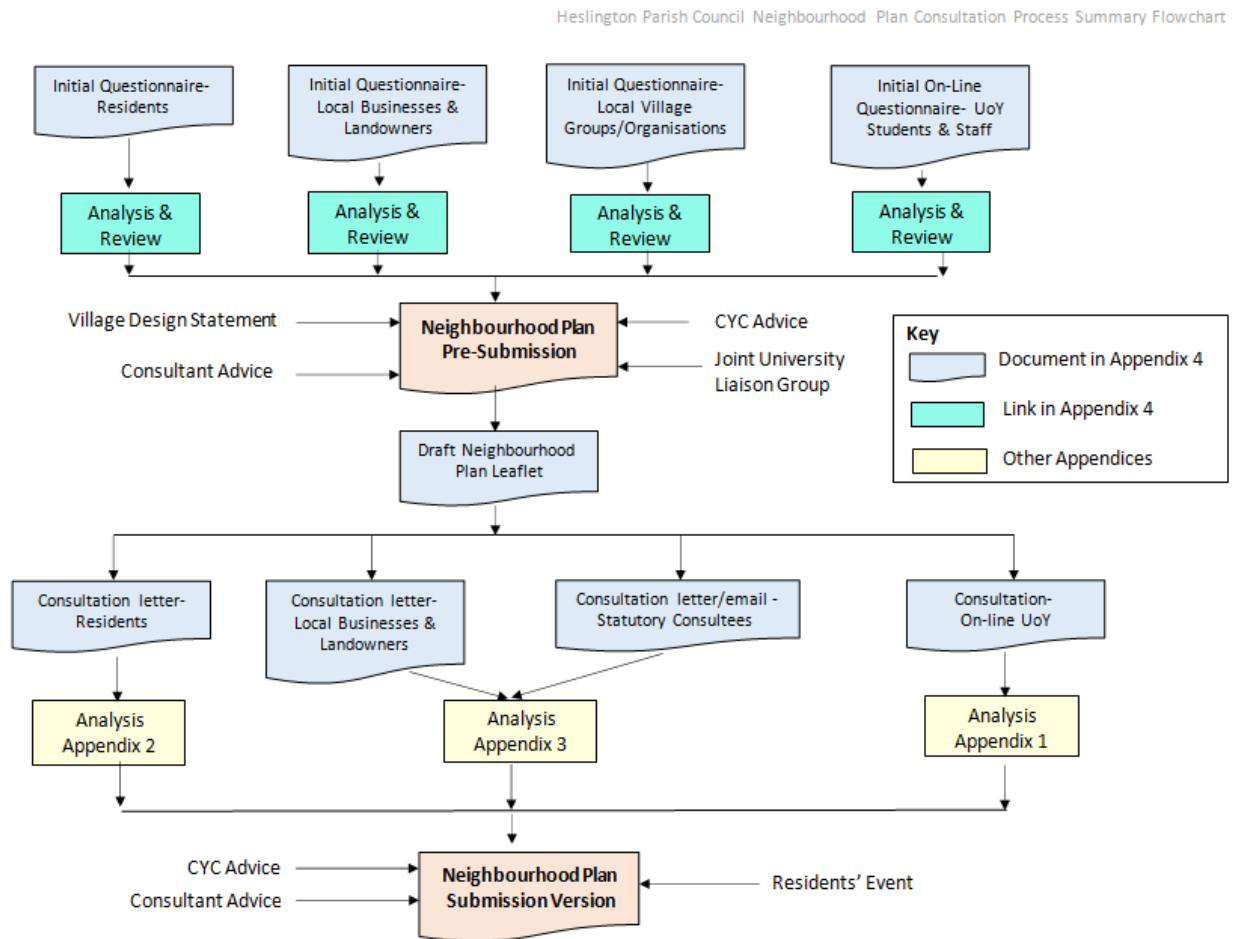 Heslington Parish Council Neighbourhood Plan Consultation Process Summary Flowchart
Initial Questionnaire-
Residents
Initial Questionnaire-
Local Businesses &
Landowners
Initial Questionnaire-
Local Village
Groups/Organisations
Initial On-Line
Questionnaire- UoY
Students & Staff
Analysis &
Review
Analysis &
Review
Analysis &
Review
Analysis &
Review
Village Design Statement
Consultant Advice
Neighbourhood Plan
Pre-Submission
CYC Advice
Joint University
Liaison Group
Key
Document in Appendix 4
Link in Appendix 4
Other Appendices
Draft Neighbourhood
Plan Leaflet
Consultation letter-
Residents
Consultation letter-
Local Businesses &
Landowners
Consultation letter/email -
Statutory Consultees
Consultation-
On-line UoY
Analysis
Appendix 2
Analysis
Appendix 3
Analysis
Appendix 1
CYC Advice
Consultant Advice
Neighbourhood Plan
Submission Version
Residents' Event